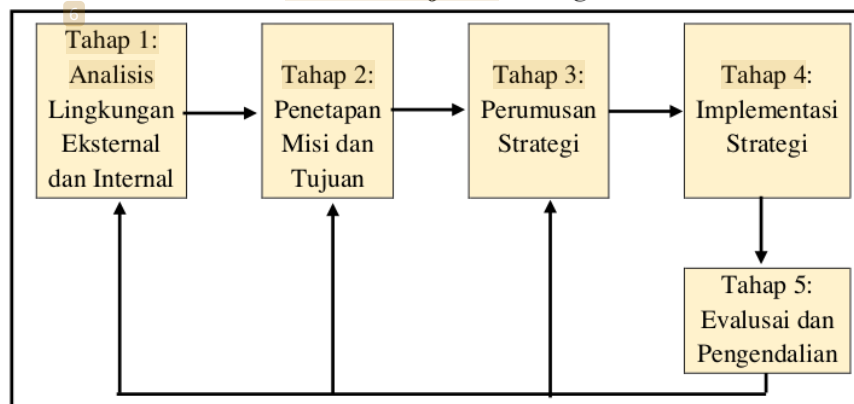 6
Tahap 1:
Analisis
Lingkungan
Eksternal
dan Internal
Tahap 2:
Penetapan
Misi dan
Tujuan
Tahap 3:
Perumusan
Strategi
Tahap 4:
Implementasi
Strategi
Tahap 5:
Evalusai dan
Pengendalian